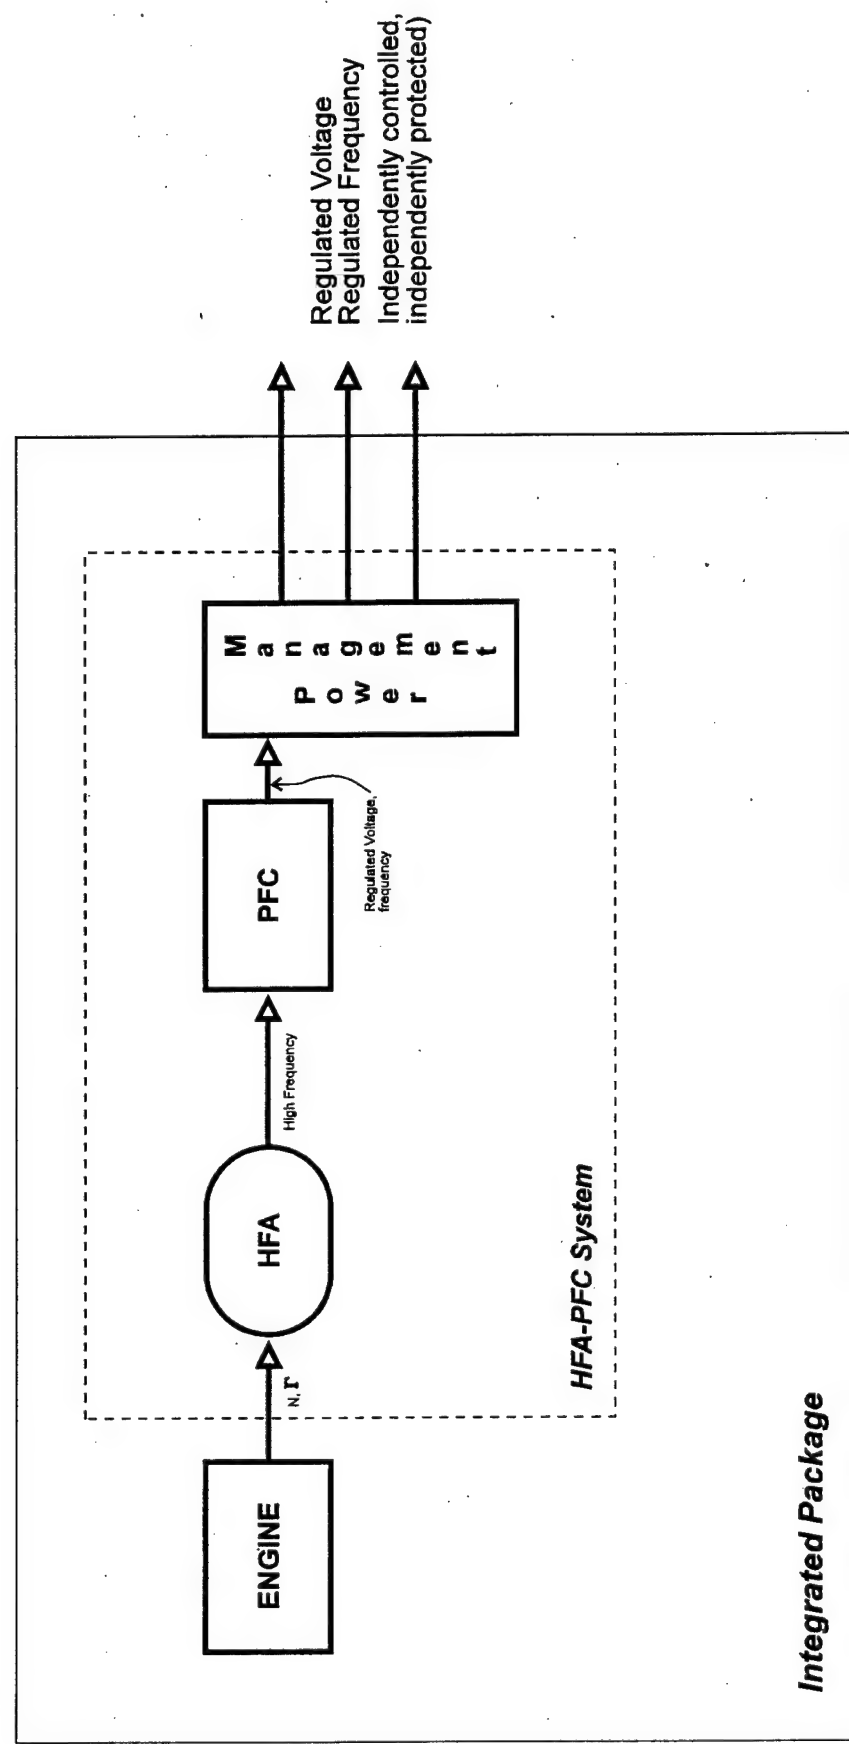 ENGINE
N, Γ
HFA
High Frequency
PFC
Regulated Voltage,
frequency
Power
Management
Regulated Voltage
Regulated Frequency
Independently controlled,
independently protected)
HFA-PFC System
Integrated Package